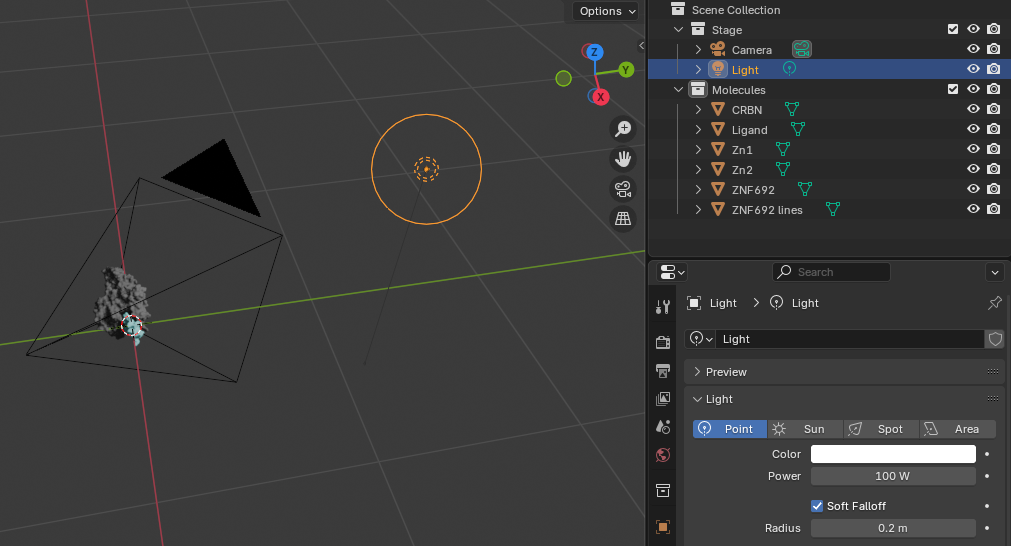 Options
Z
Y
X
Scene Collection
Stage
Camera
Light
Molecules
CRBN
Ligand
Zn1
Zn2
ZNF692
ZNF692 lines
Search
Light > Light
Light
Preview
Light
Point Sun Spot Area
Color
Power 100 W
Soft Falloff
Radius 0.2 m